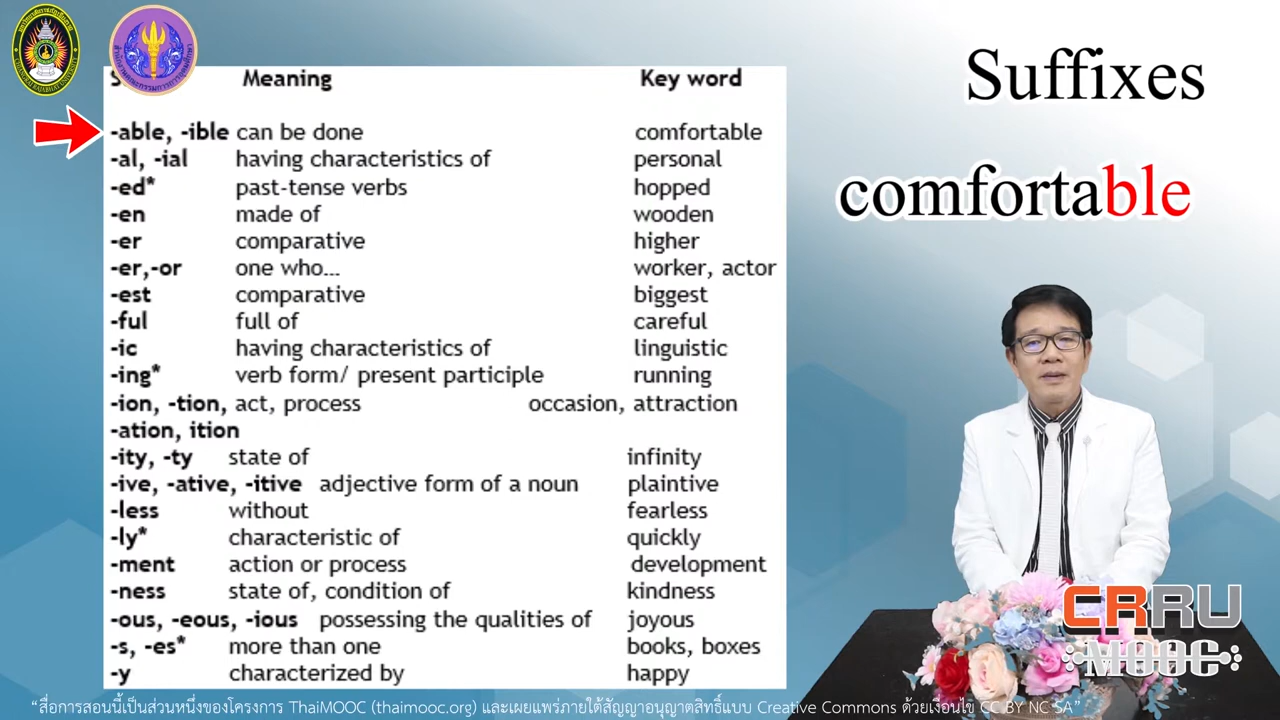 Suffixes
comfortable
Meaning Key word
-able, -ible can be done comfortable
-al, -ial having characteristics of personal
-ed* past-tense verbs hopped
-en made of wooden
-er comparative higher
-er,-or one who... worker, actor
-est comparative biggest
-ful full of careful
-ic having characteristics of linguistic
-ing* verb form/ present participle running
-ion, -tion, act, process occasion, attraction
-ation, ition
-ity, -ty state of infinity
-ive, -ative, -itive adjective form of a noun plaintive
-less without fearless
-ly* characteristic of quickly
-ment action or process development
-ness state of, condition of kindness
-ous, -eous, -ious possessing the qualities of joyous
-s, -es* more than one books, boxes
-y characterized by happy
CRRU
MOOC
“สื่อการสอนนี้เป็นส่วนหนึ่งของโครงการ ThaiMOOC (thaimooc.org) และเผยแพร่ภายใต้สัญญาอนุญาตสิทธิ์แบบ Creative Commons ด้วยเงื่อนไข CC BY NC SA”